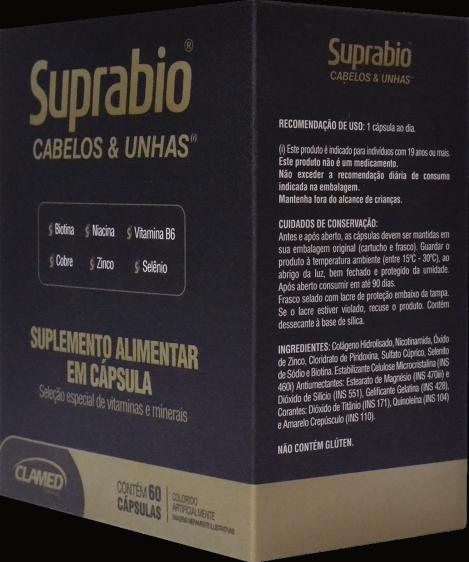 Suprabio®
CABELOS & UNHAS(i)
Biotina Niacina Vitamina B6
Cobre Zinco Selênio
SUPLEMENTO ALIMENTAR
EM CÁPSULA
Seleção especial de vitaminas e minerais
CLAMED
CONTÉM 60
CÁPSULAS
COLORIDO
ARTIFICIALMENTE
IMAGENS MERAMENTE ILUSTRATIVAS
Suprabio
CABELOS & UNHAS
RECOMENDAÇÃO DE USO: 1 cápsula ao dia.
(i) Este produto é indicado para indivíduos com 19 anos ou mais.
Este produto não é um medicamento.
Não exceder a recomendação diária de consumo
indicada na embalagem.
Mantenha fora do alcance de crianças.
CUIDADOS DE CONSERVAÇÃO:
Antes e após aberto, as cápsulas devem ser mantidas em
sua embalagem original (cartucho e frasco). Guardar o
produto à temperatura ambiente (entre 15ºC - 30ºC), ao
abrigo da luz, bem fechado e protegido da umidade.
Após aberto consumir em até 90 dias.
Frasco selado com lacre de proteção embaixo da tampa.
Se o lacre estiver violado, recuse o produto. Contém
dessecante à base de sílica.
INGREDIENTES: Colágeno Hidrolisado, Nicotinamida, Óxido
de Zinco, Cloridrato de Piridoxina, Sulfato Cúprico, Selenito
de Sódio e Biotina. Estabilizante Celulose Microcristalina (INS
460i) Antiumectantes: Estearato de Magnésio (INS 470iii) e
Dióxido de Silício (INS 551), Gelificante Gelatina (INS 428),
Corantes: Dióxido de Titânio (INS 171), Quinoleína (INS 104)
e Amarelo Crepúsculo (INS 110).
NÃO CONTÉM GLÚTEN.